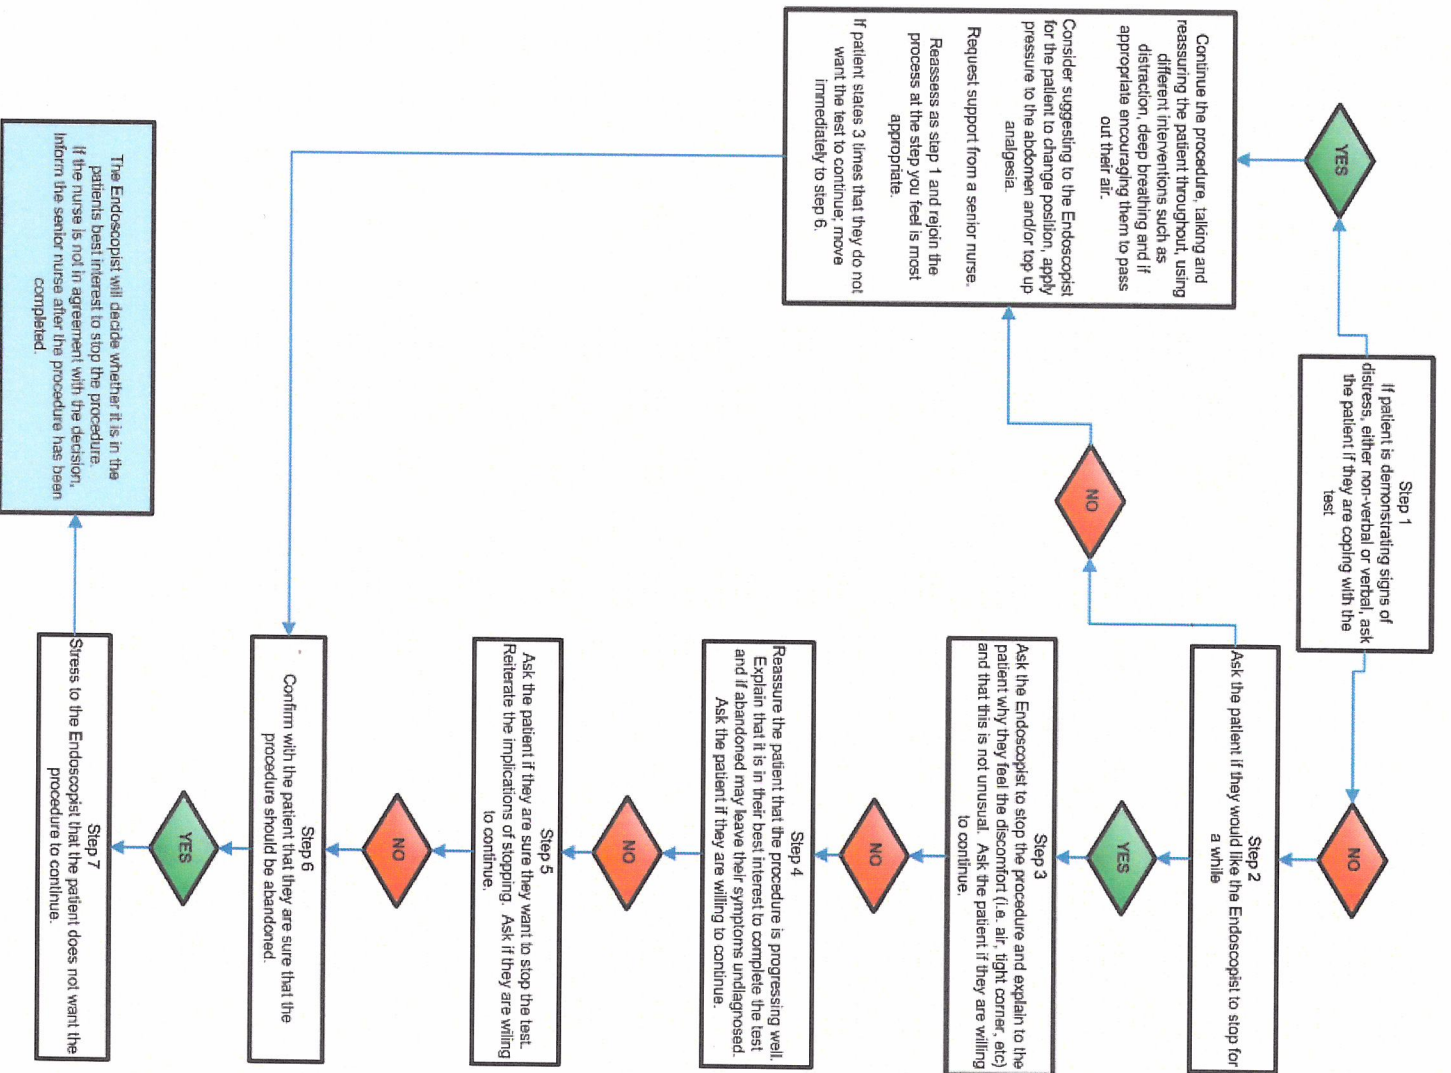 Step 1
If patient is demonstrating signs of
distress, either non-verbal or verbal, ask
the patient if they are coping with the
test
YES
NO
Continue the procedure, talking and
reassuring the patient throughout, using
different interventions such as
distraction, deep breathing and if
appropriate encouraging them to pass
out their air.
Consider suggesting to the Endoscopist
for the patient to change position, apply
pressure to the abdomen and/or top up
analgesia.
Request support from a senior nurse.
Reassess as step 1 and rejoin the
process at the step you feel is most
appropriate.
If patient states 3 times that they do not
want the test to continue; move
immediately to step 6.
Step 2
Ask the patient if they would like the Endoscopist to stop for
a while
NO
YES
Step 3
Ask the Endoscopist to stop the procedure and explain to the
patient why they feel the discomfort (i.e. air, tight corner, etc)
and that this is not unusual. Ask the patient if they are willing
to continue.
NO
Step 4
Reassure the patient that the procedure is progressing well.
Explain that it is in their best interest to complete the test
and if abandoned may leave their symptoms undiagnosed.
Ask the patient if they are willing to continue.
NO
Step 5
Ask the patient if they are sure they want to stop the test.
Reiterate the implications of stopping. Ask if they are wiling
to continue.
NO
Step 6
Confirm with the patient that they are sure that the
procedure should be abandoned.
YES
Step 7
Stress to the Endoscopist that the patient does not want the
procedure to continue.
The Endoscopist will decide whether it is in the
patients best interest to stop the procedure.
If the nurse is not in agreement with the decision,
inform the senior nurse after the procedure has been
completed.